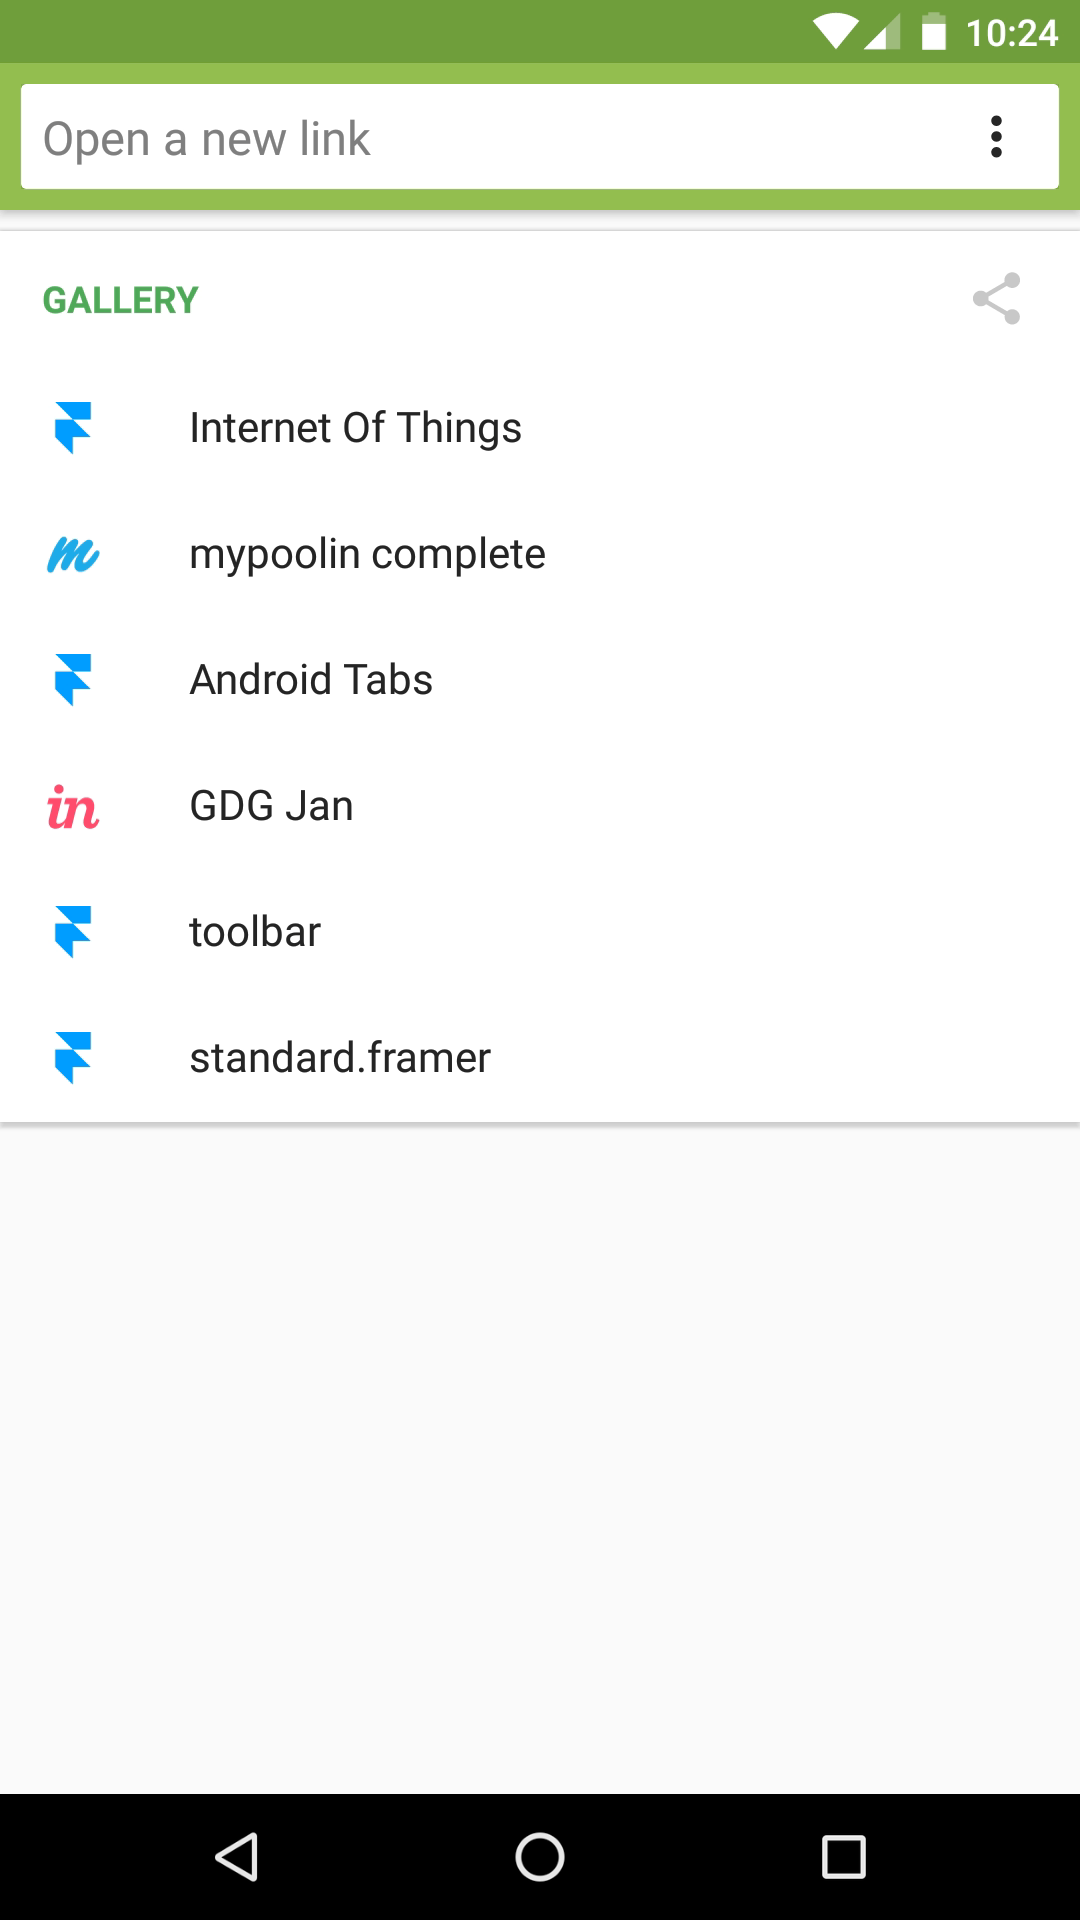 10:24
Open a new link
GALLERY
Internet Of Things
m
mypoolin complete
Android Tabs
in
GDG Jan
toolbar
standard.framer